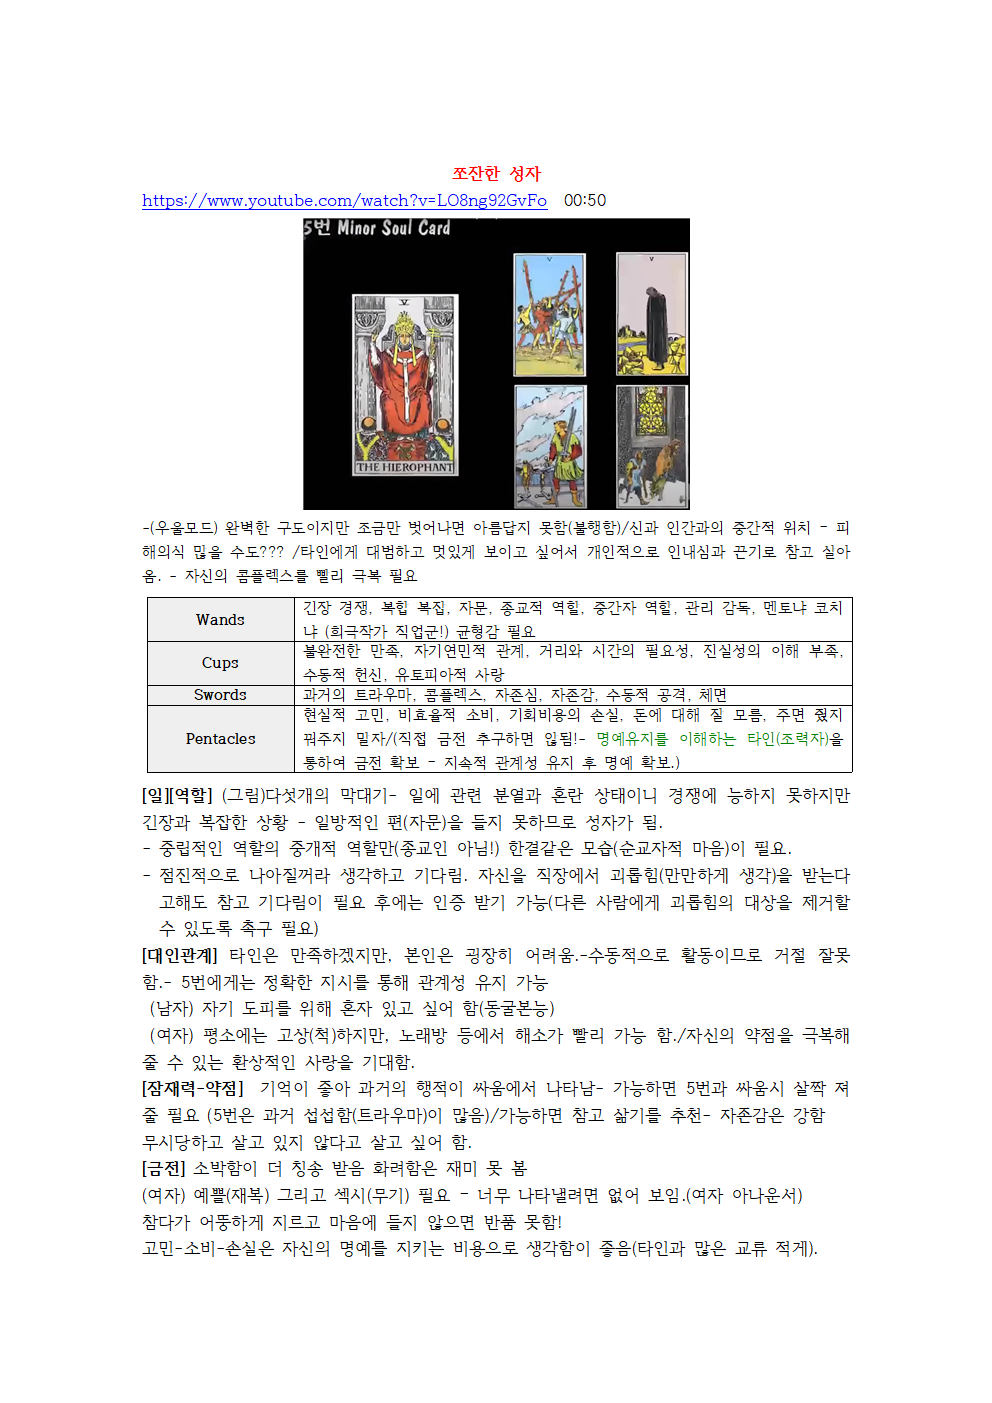 쪼잔한 성자
https://www.youtube.com/watch?v=LO8ng92GvFo 00:50
5번 Minor Soul Card
V
V
V
THE HIEROPHANT
-(우울모드) 완벽한 구도이지만 조금만 벗어나면 아름답지 못함(불행함)/신과 인간과의 중간적 위치 - 피
해의식 많을 수도??? /타인에게 대범하고 멋있게 보이고 싶어서 개인적으로 인내심과 끈기로 참고 살아
옴. - 자신의 콤플렉스를 빨리 극복 필요
Wands
긴장 경쟁, 복힙 복집, 자문, 종교적 역할, 중간자 역할, 관리 감독, 멘토냐 코치
냐 (희극작가 직업군!) 균형감 필요
Cups
불완전한 만족, 자기연민적 관계, 거리와 시간의 필요성, 진실성의 이해 부족,
수동적 헌신, 유토피아적 사랑
Swords
과거의 트라우마, 콤플렉스, 자존심, 자존감, 수동적 공격, 체면
Pentacles
현실적 고민, 비효율적 소비, 기회비용의 손실, 돈에 대해 잘 모름, 주면 줬지
꿔주지 말자/(직접 금전 추구하면 않됨!- 명예유지를 이해하는 타인(조력자)을
통하여 금전 확보 - 지속적 관계성 유지 후 명예 확보.)
[일][역할] (그림)다섯개의 막대기- 일에 관련 분열과 혼란 상태이니 경쟁에 능하지 못하지만
긴장과 복잡한 상황 - 일방적인 편(자문)을 들지 못하므로 성자가 됨.
- 중립적인 역할의 중개적 역할만(종교인 아님!) 한결같은 모습(순교자적 마음)이 필요.
- 점진적으로 나아질꺼라 생각하고 기다림. 자신을 직장에서 괴롭힘(만만하게 생각)을 받는다
고해도 참고 기다림이 필요 후에는 인증 받기 가능(다른 사람에게 괴롭힘의 대상을 제거할
수 있도록 촉구 필요)
[대인관계] 타인은 만족하겠지만, 본인은 굉장히 어려움.-수동적으로 활동이므로 거절 잘못
함.- 5번에게는 정확한 지시를 통해 관계성 유지 가능
(남자) 자기 도피를 위해 혼자 있고 싶어 함(동굴본능)
(여자) 평소에는 고상(척)하지만, 노래방 등에서 해소가 빨리 가능 함./자신의 약점을 극복해
줄 수 있는 환상적인 사랑을 기대함.
[잠재력-약점] 기억이 좋아 과거의 행적이 싸움에서 나타남- 가능하면 5번과 싸움시 살짝 져
줄 필요 (5번은 과거 섭섭함(트라우마)이 많음)/가능하면 참고 삶기를 추천- 자존감은 강함
무시당하고 살고 있지 않다고 살고 싶어 함.
[금전] 소박함이 더 칭송 받음 화려함은 재미 못 봄
(여자) 예쁠(재복) 그리고 섹시(무기) 필요 - 너무 나타낼려면 없어 보임.(여자 아나운서)
참다가 어뚱하게 지르고 마음에 들지 않으면 반품 못함!
고민-소비-손실은 자신의 명예를 지키는 비용으로 생각함이 좋음(타인과 많은 교류 적게).